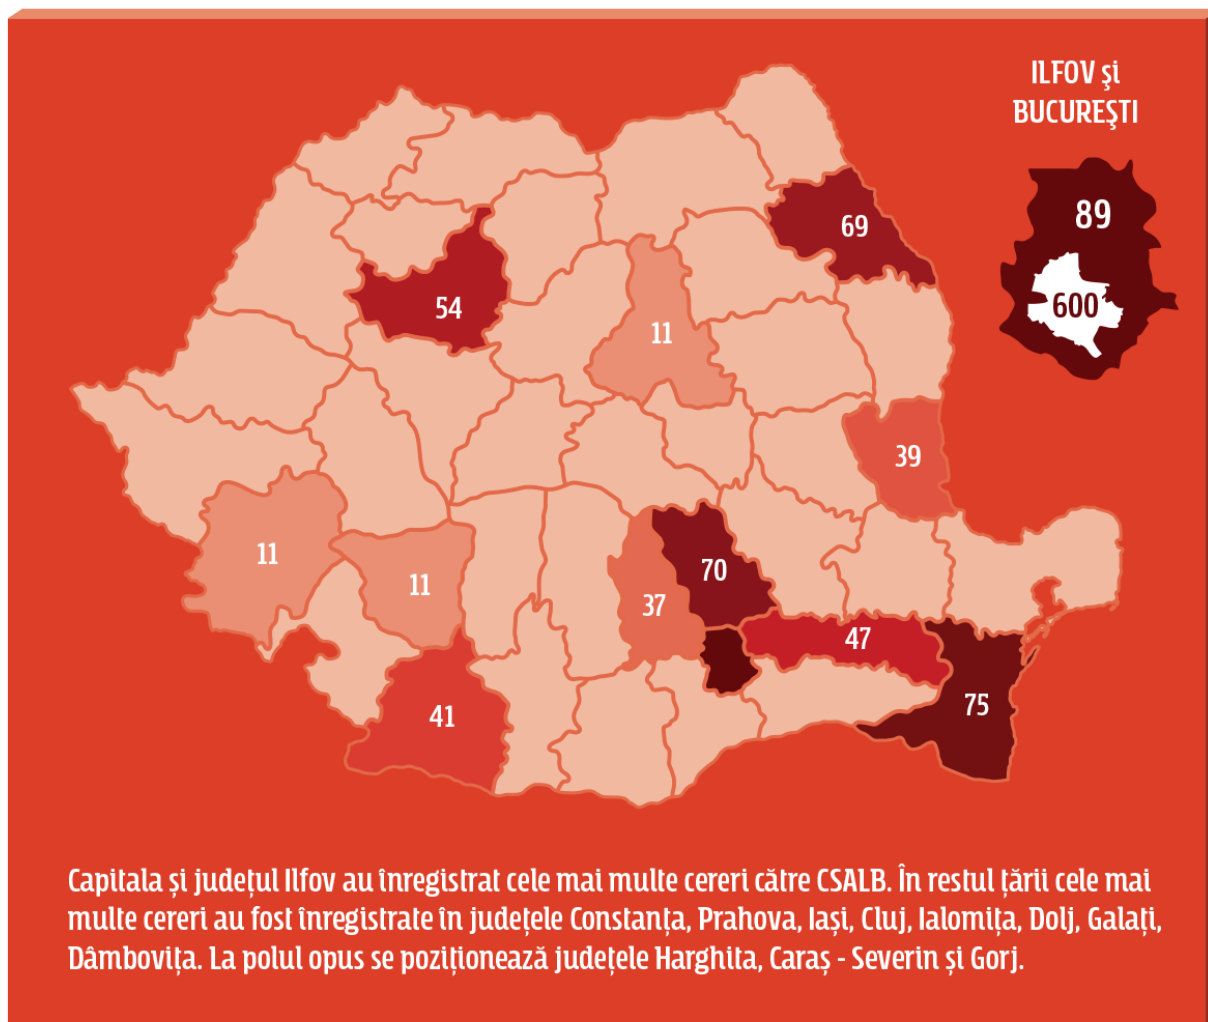 ILFOV şi
BUCUREŞTI
89
69
600
54
11
39
11
11
70
37
47
75
41
Capitala și județul Ilfov au înregistrat cele mai multe cereri către CSALB. În restul țării cele mai
multe cereri au fost înregistrate în județele Constanța, Prahova, Iași, Cluj, Ialomița, Dolj, Galați,
Dâmbovița. La polul opus se poziționează județele Harghita, Caraș - Severin și Gorj.